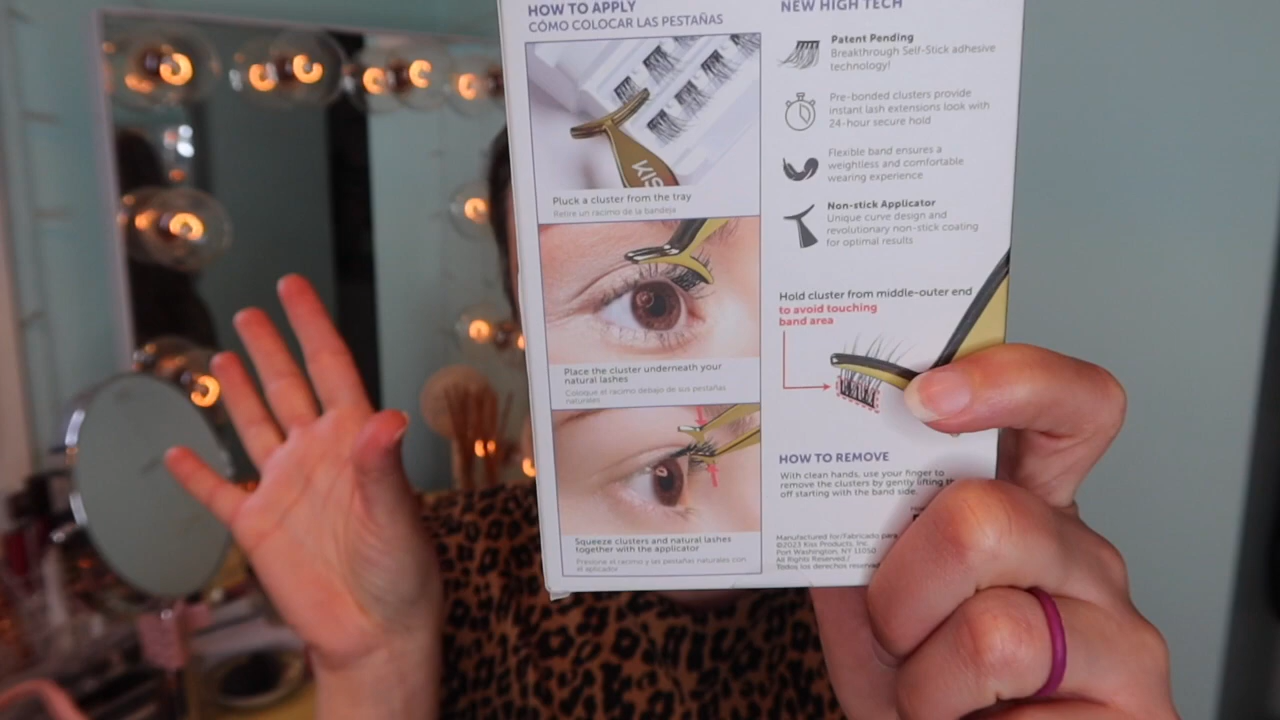 HOW TO APPLY
CÓMO COLOCAR LAS PESTAÑAS
KIS
Pluck a cluster from the tray
Retire un racimo de la bandeja
Place the cluster underneath your
natural lashes
Coloque el racimo debajo de sus pestañas
naturales
Squeeze clusters and natural lashes
together with the applicator
Presione el racimo y las pestañas naturales con
el aplicador
NEW HIGH TECH
Patent Pending
Breakthrough Self-Stick adhesive
technology!
Pre-bonded clusters provide
instant lash extensions look with
24-hour secure hold
Flexible band ensures a
weightless and comfortable
wearing experience
Non-stick Applicator
Unique curve design and
revolutionary non-stick coating
for optimal results
Hold cluster from middle-outer end
to avoid touching
band area
HOW TO REMOVE
With clean hands, use your finger to
remove the clusters by gently lifting
off starting with the band side.
Manufactured for/Fabricado para
©2023 Kiss Products, Inc.
Port Washington, NY 11050
All Rights Reserved./
Todos los derechos reservad